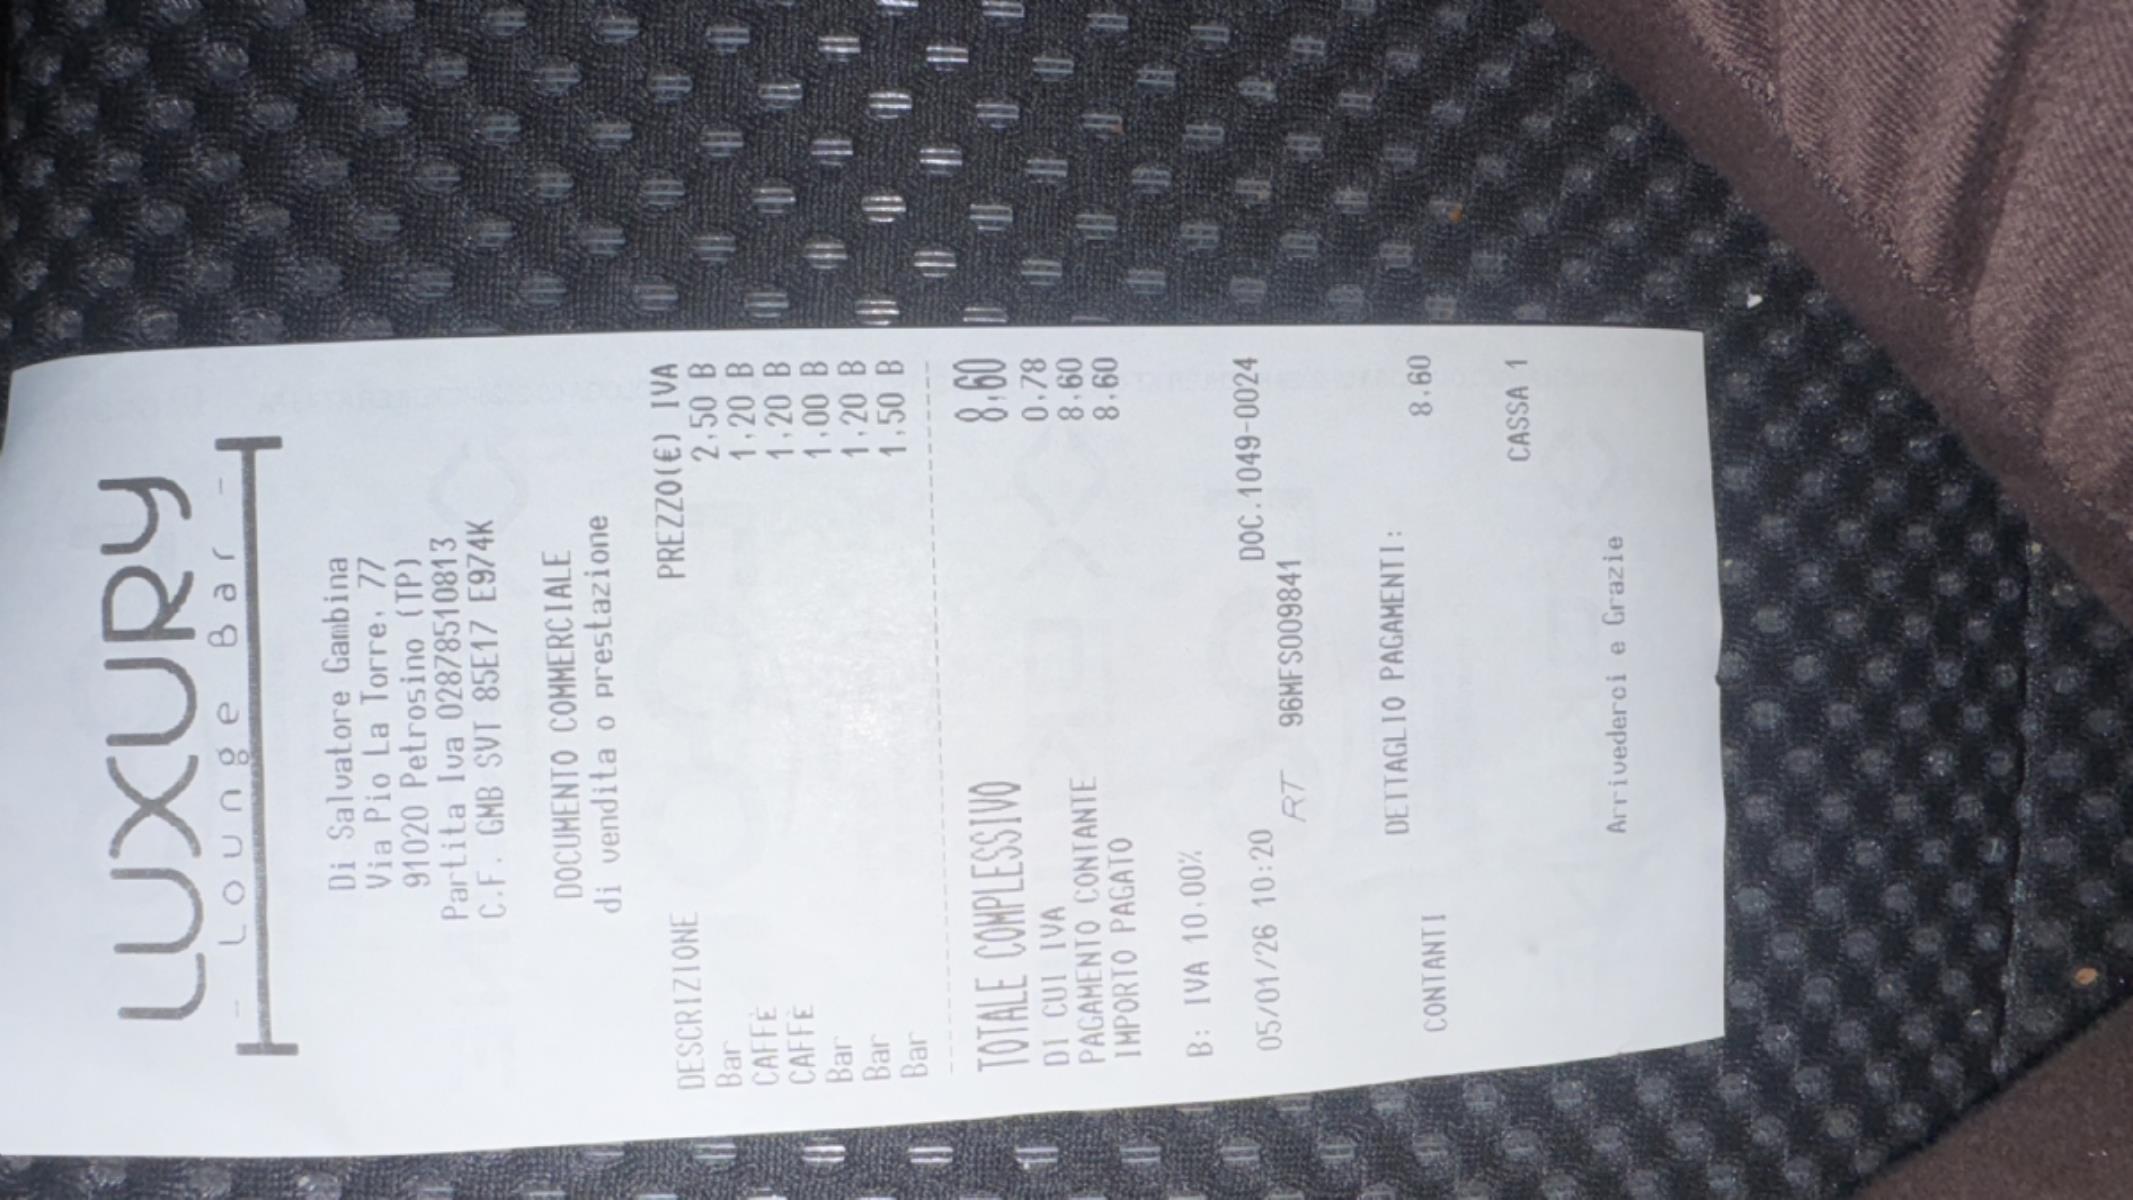 LUXURY
- Lounge Bar -
Di Salvatore Gambina
Via Pio La Torre, 77
91020 Petrosino (TP)
Partita Iva 02878510813
C.F. GMB SVT 85E17 E974K
DOCUMENTO COMMERCIALE
di vendita o prestazione
DESCRIZIONE PREZZO(€) IVA
Bar 2,50 B
CAFFÈ 1,20 B
CAFFÈ 1,20 B
Bar 1,00 B
Bar 1,20 B
Bar 1,50 B
TOTALE COMPLESSIVO 8,60
DI CUI IVA 0,78
PAGAMENTO CONTANTE 8,60
IMPORTO PAGATO 8,60
B: IVA 10,00%
05/01/26 10:20 DOC.1049-0024
RT 96MFS009841
DETTAGLIO PAGAMENTI:
CONTANTI 8.60
CASSA 1
Arrivederci e Grazie